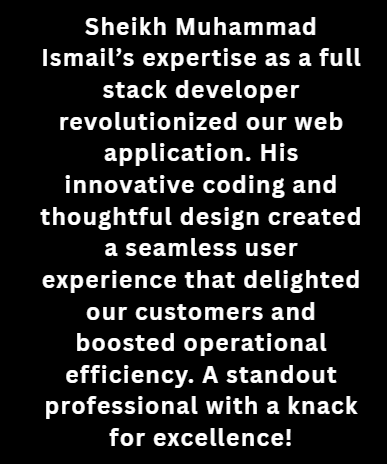 Sheikh Muhammad
Ismail’s expertise as a full
stack developer
revolutionized our web
application. His
innovative coding and
thoughtful design created
a seamless user
experience that delighted
our customers and
boosted operational
efficiency. A standout
professional with a knack
for excellence!